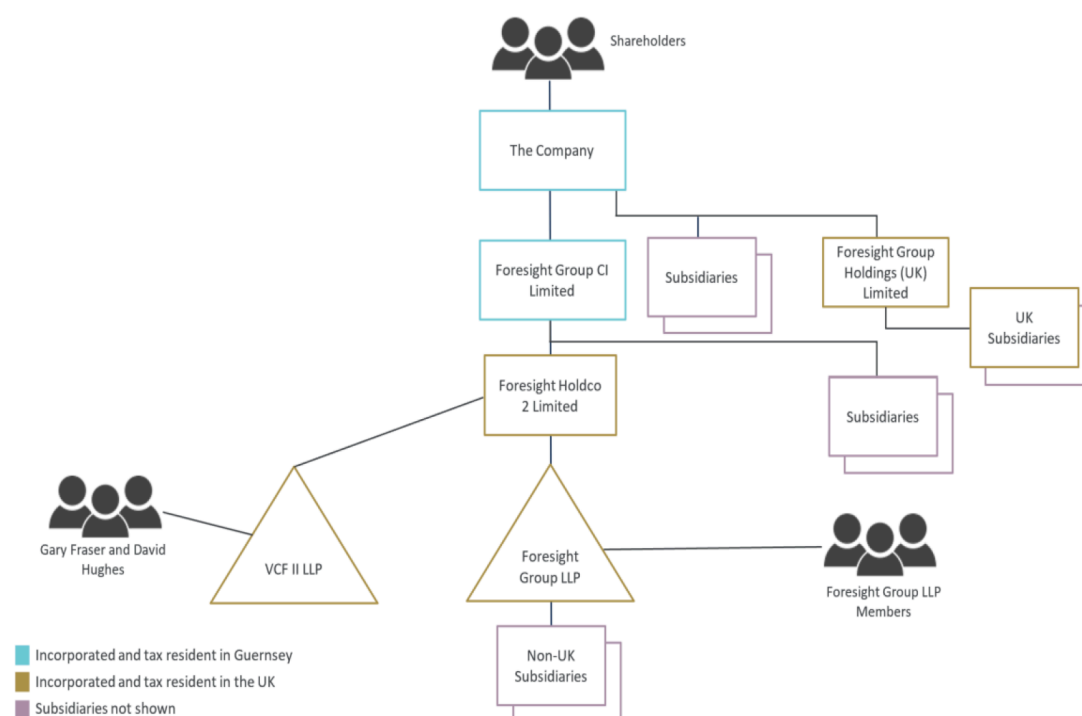 Shareholders
The Company
Foresight Group CI
Limited
Subsidiaries
Foresight Group
Holdings (UK)
Limited
UK
Subsidiaries
Foresight Holdco
2 Limited
Subsidiaries
Gary Fraser and David
Hughes
VCF II LLP
Foresight
Group LLP
Foresight Group LLP
Members
Non-UK
Subsidiaries
Incorporated and tax resident in Guernsey
Incorporated and tax resident in the UK
Subsidiaries not shown